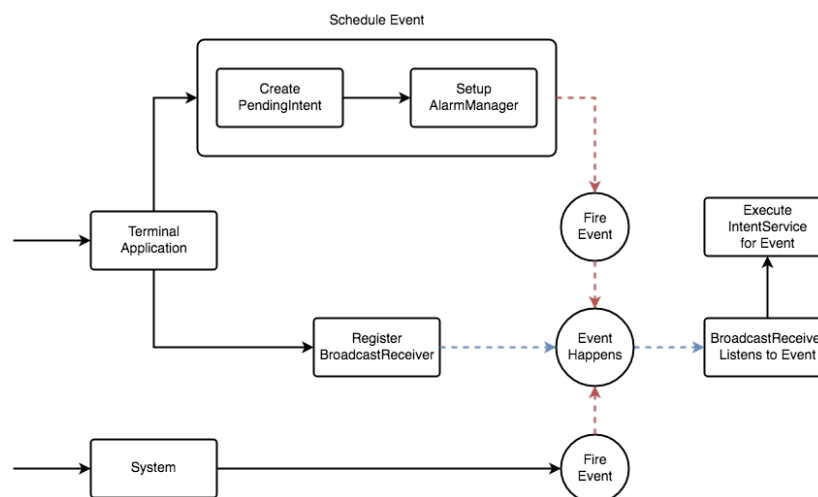 Schedule Event
Create
PendingIntent
Setup
AlarmManager
Terminal
Application
Fire
Event
Execute
IntentService
for Event
Register
BroadcastReceiver
Event
Happens
BroadcastReceive
Listens to Event
System
Fire
Event